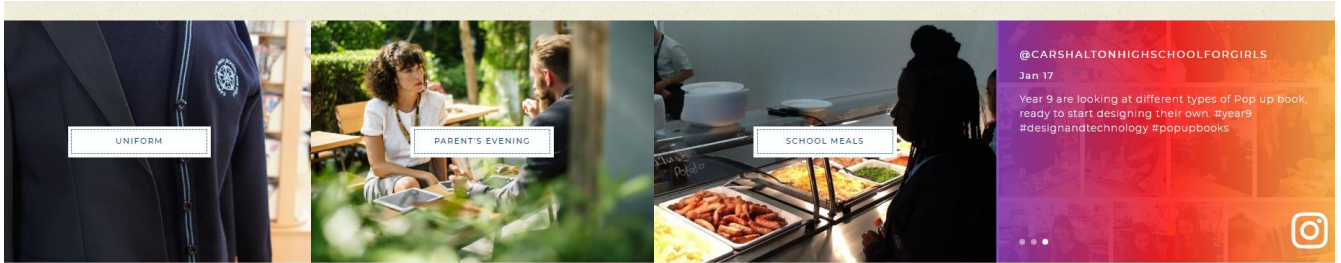 UNIFORM
PARENT'S EVENING
SCHOOL MEALS
Potato
@CARSHALTONHIGHSCHOOLFORGIRLS
Jan 17
Year 9 are looking at different types of Pop up book,
ready to start designing their own. #year9
#designandtechnology #popupbooks